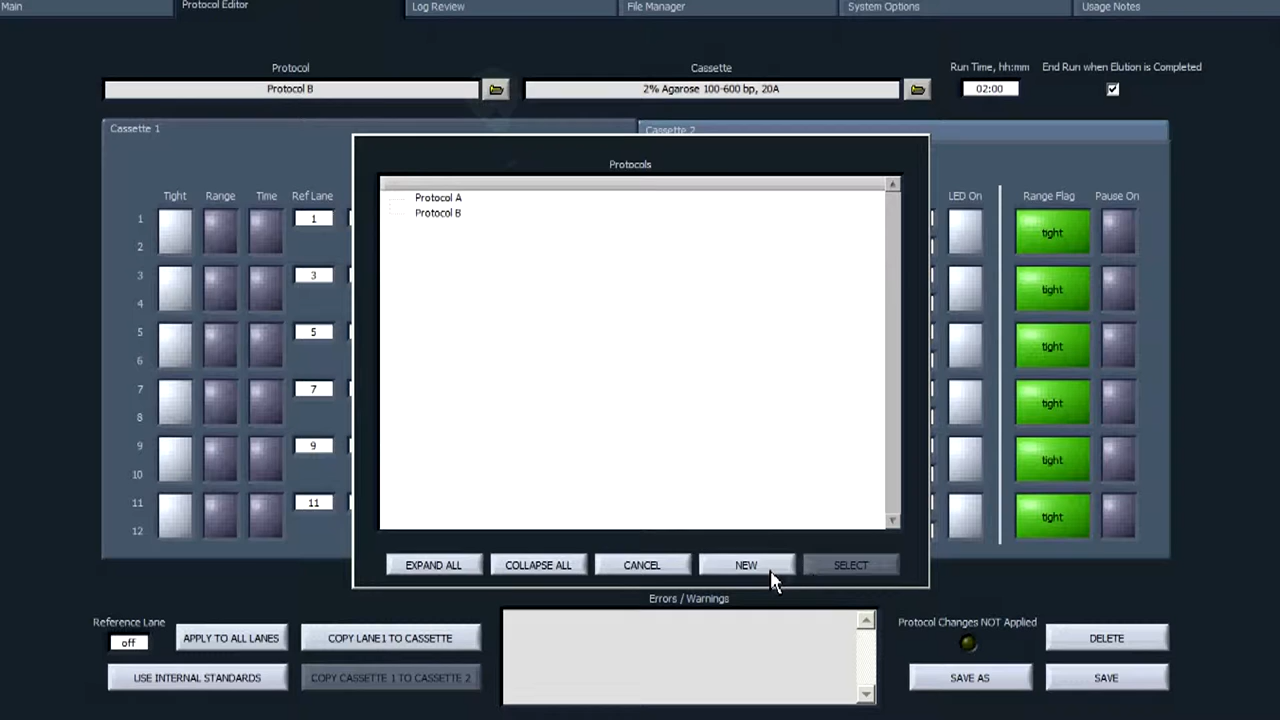 Main
Protocol Editor
Log Review
File Manager
System Options
Usage Notes
Protocol
Cassette
Run Time, hh:mm
End Run when Elution is Completed
Protocol B
2% Agarose 100-600 bp, 20A
02:00
Cassette 1
Cassette 2
Protocols
Tight
Range
Time
Ref Lane
LED On
Range Flag
Pause On
Protocol A
Protocol B
1
1
tight
2
3
3
tight
4
5
5
tight
6
7
7
tight
8
9
9
tight
10
11
11
tight
12
EXPAND ALL
COLLAPSE ALL
CANCEL
NEW
SELECT
Errors / Warnings
Reference Lane
off
APPLY TO ALL LANES
COPY LANE1 TO CASSETTE
Protocol Changes NOT Applied
DELETE
USE INTERNAL STANDARDS
COPY CASSETTE 1 TO CASSETTE 2
SAVE AS
SAVE